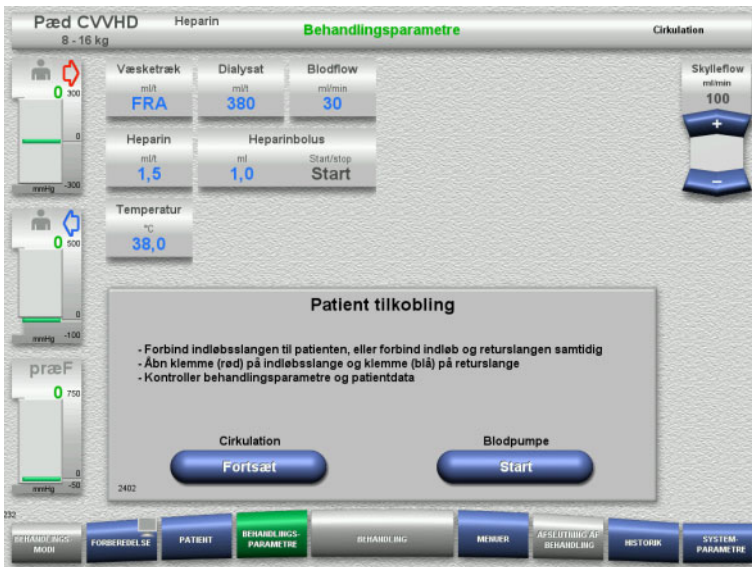 Pæd CVVHD Heparin Behandlingsparametre Cirkulation
8 - 16 kg
Væsketræk Dialysat Blodflow Skylleflow
ml/t ml/t ml/min ml/min
FRA 380 30 100
0 300
0
-300
mmHg
+
–
Heparin Heparinbolus
ml/t ml Start/stop
1,5 1,0 Start
Temperatur
°C
38,0
0 500
0
-100
mmHg
præF
0 750
0
-50
mmHg
Patient tilkobling
- Forbind indløbsslangen til patienten, eller forbind indløb og returslangen samtidig
- Åbn klemme (rød) på indløbsslange og klemme (blå) på returslange
- Kontroller behandlingsparametre og patientdata
Cirkulation Blodpumpe
Fortsæt Start
2402
232
BEHANDLINGS-
MODI
FORBEREDELSE
PATIENT
BEHANDLINGS-
PARAMETRE
BEHANDLING
MENUER
AFSLUTNING AF
BEHANDLING
HISTORIK
SYSTEM-
PARAMETRE